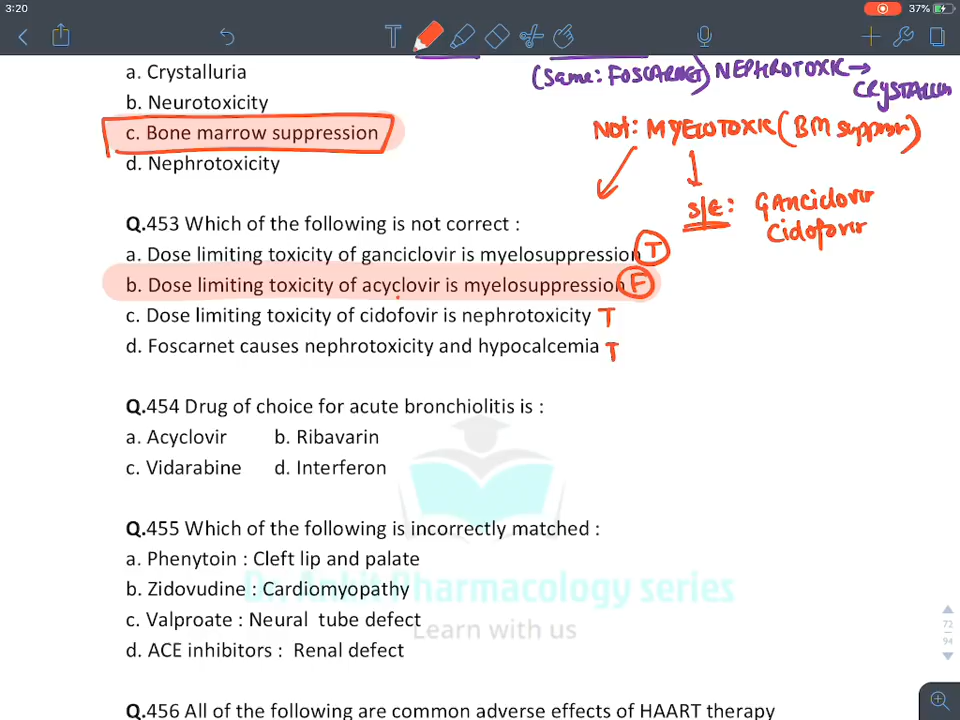 3:20
37%
T
(Same: FOSCARNET) NEPHROTOXIC →
CRYSTALLU
a. Crystalluria
b. Neurotoxicity
c. Bone marrow suppression
d. Nephrotoxicity
Not: MYELOTOXIC (BM suppression)
S/E: GANciclovir
Cidofovir
Q.453 Which of the following is not correct :
a. Dose limiting toxicity of ganciclovir is myelosuppression T
b. Dose limiting toxicity of acyclovir is myelosuppression F
c. Dose limiting toxicity of cidofovir is nephrotoxicity T
d. Foscarnet causes nephrotoxicity and hypocalcemia T
Q.454 Drug of choice for acute bronchiolitis is :
a. Acyclovir b. Ribavarin
c. Vidarabine d. Interferon
Q.455 Which of the following is incorrectly matched :
a. Phenytoin : Cleft lip and palate
b. Zidovudine : Cardiomyopathy
Dr. Ankit Pharmacology series
c. Valproate : Neural tube defect
Learn with us
d. ACE inhibitors : Renal defect
72
94
Q.456 All of the following are common adverse effects of HAART therapy